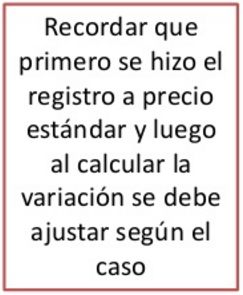 Recordar que
primero se hizo el
registro a precio
estándar y luego
al calcular la
variación se debe
ajustar según el
caso